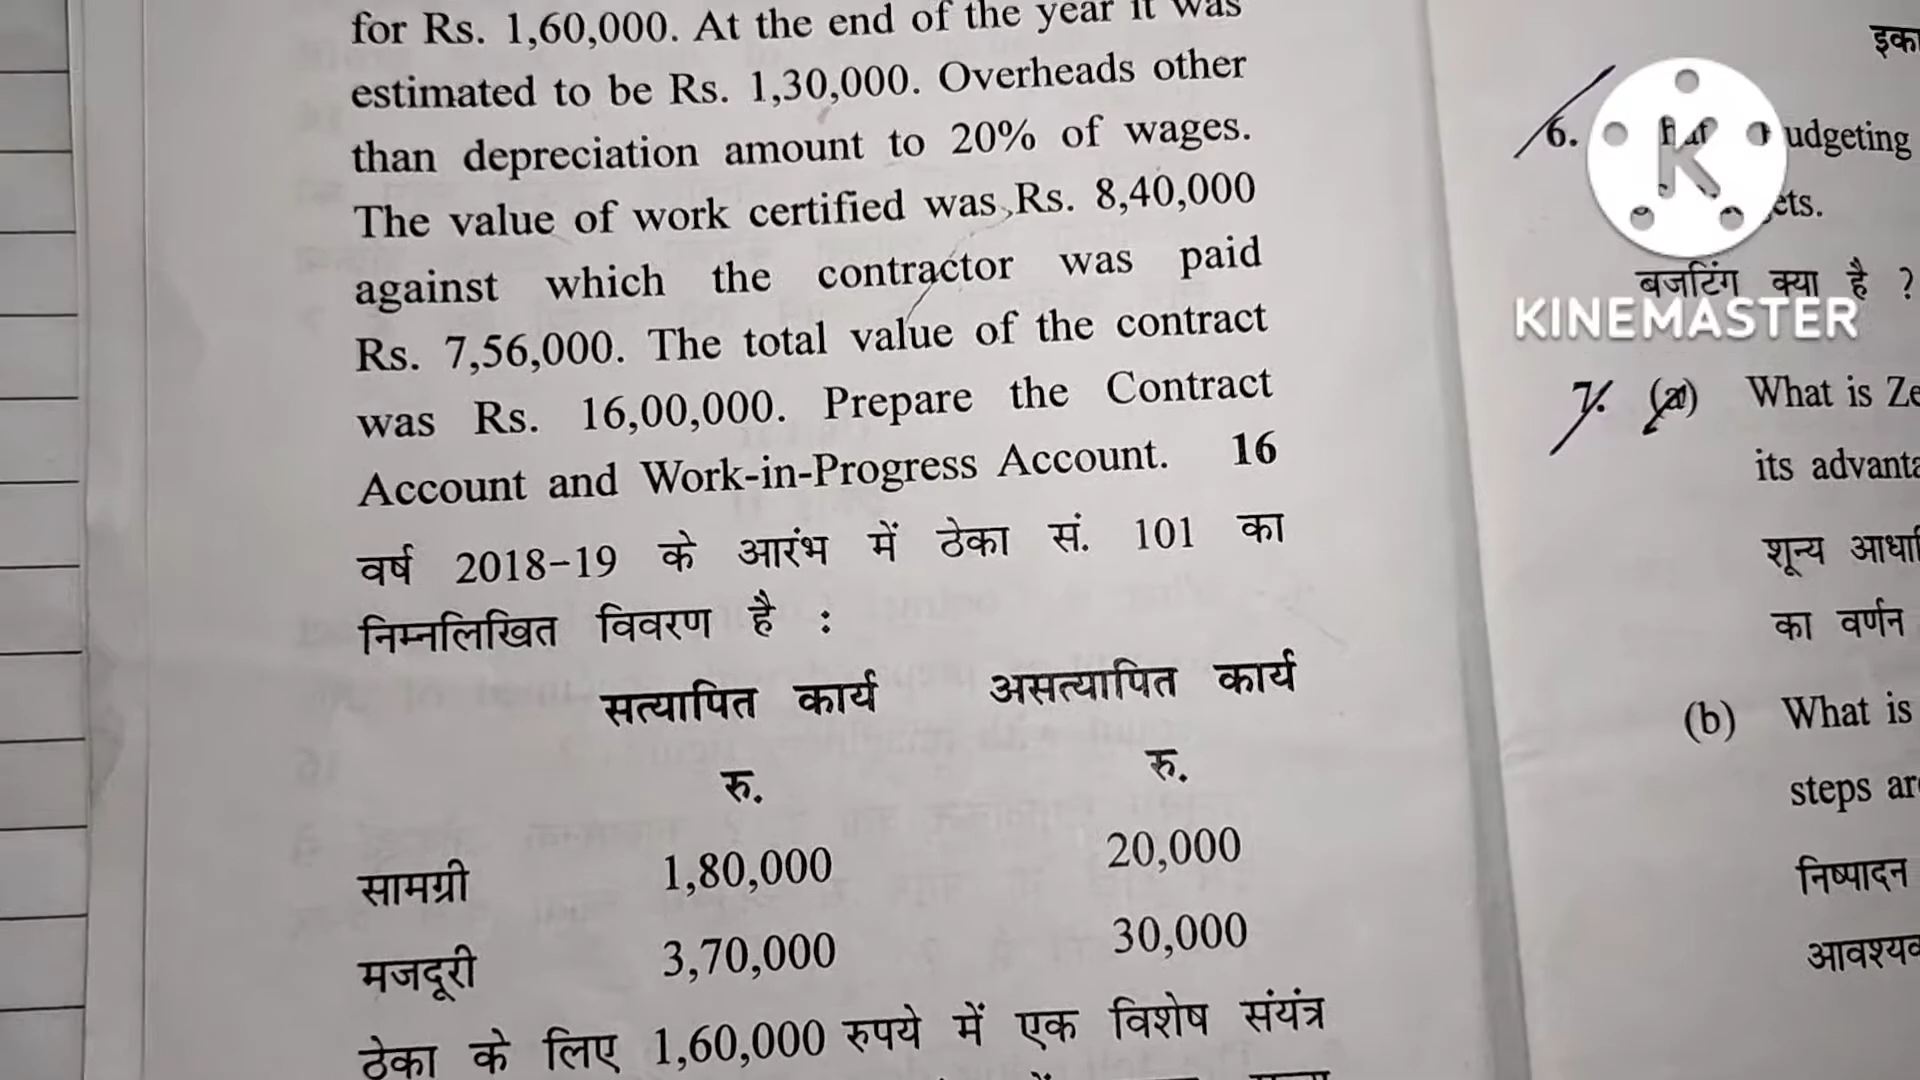 for Rs. 1,60,000. At the end of the year it was
estimated to be Rs. 1,30,000. Overheads other
than depreciation amount to 20% of wages.
The value of work certified was Rs. 8,40,000
against which the contractor was paid
Rs. 7,56,000. The total value of the contract
was Rs. 16,00,000. Prepare the Contract
Account and Work-in-Progress Account. 16
वर्ष 2018-19 के आरंभ में ठेका सं. 101 का
निम्नलिखित विवरण है :
सत्यापित कार्य असत्यापित कार्य
रु. रु.
सामग्री 1,80,000 20,000
मजदूरी 3,70,000 30,000
ठेका के लिए 1,60,000 रुपये में एक विशेष संयंत्र
6.
udgeting
ets.
बजटिंग क्या है ?
KINEMASTER
7. (a) What is Ze
its advanta
शून्य आधा
का वर्णन
(b) What is
steps are
निष्पादन
आवश्यक